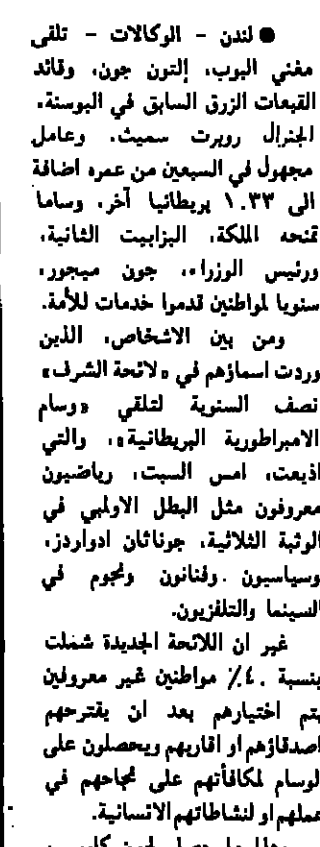 ● لندن - الوكالات - تلقى
مغني البوب، إلتون جون، وقائد
القبعات الزرق السابق في البوسنة،
الجنرال روبرت سميث، وعامل
مجهول في السبعين من عمره اضافة
الى ١.٣٣ بريطانيا آخر، وساما
تمنحه الملكة، اليزابيت الثانية،
ورئيس الوزراء، جون ميجور،
سنويا لمواطنين قدموا خدمات للأمة.
ومن بين الاشخاص، الذين
وردت اسماؤهم في «لائحة الشرف»
نصف السنوية لتلقي «وسام
الامبراطورية البريطانية»، والتي
اذيعت، امس السبت، رياضيون
معروفون مثل البطل الاولمبي في
الوثبة الثلاثية، جوناثان ادواردز،
وسياسيون .وفنانون ونجوم في
السينما والتلفزيون.
غير ان اللائحة الجديدة شملت
بنسبة .٤٪ مواطنين غير معروفين
يتم اختيارهم بعد ان يقترحهم
اصدقاؤهم او اقاربهم ويحصلون على
الوسام لمكافأتهم على نجاحهم في
عملهم او لنشاطاتهم الانسانية.